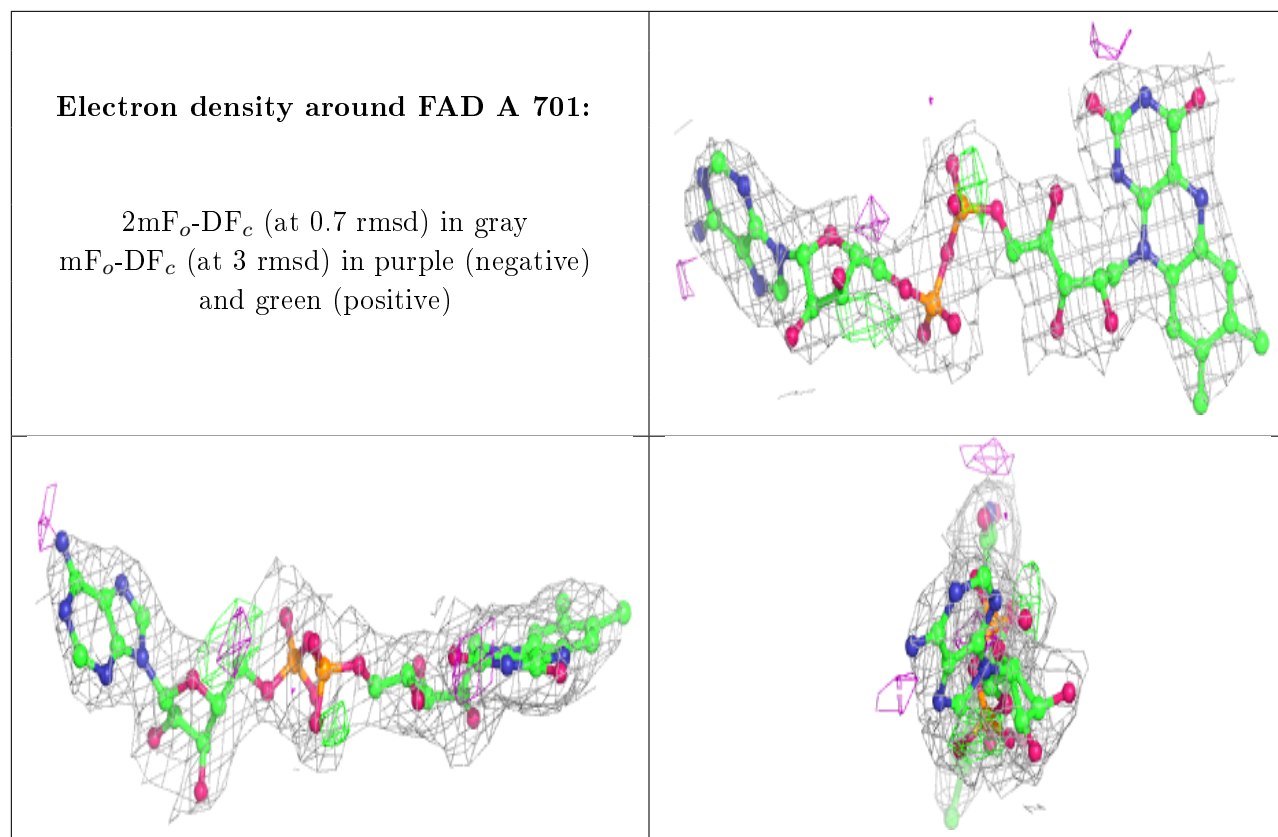 Electron density around FAD A 701:
2mFo-DFc (at 0.7 rmsd) in gray
mFo-DFc (at 3 rmsd) in purple (negative)
and green (positive)